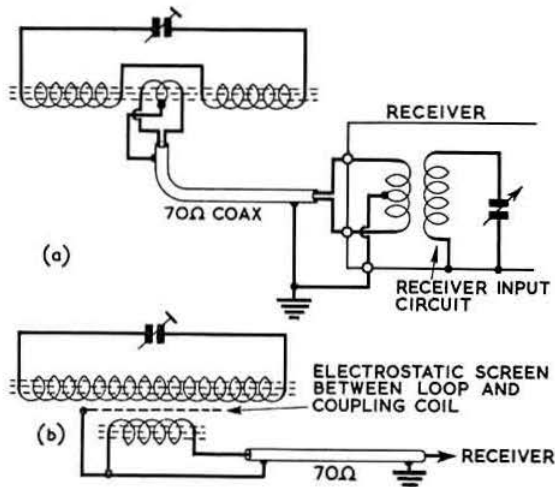 RECEIVER
70Ω COAX
(a)
RECEIVER INPUT
CIRCUIT
ELECTROSTATIC SCREEN
BETWEEN LOOP AND
COUPLING COIL
(b)
RECEIVER
70Ω